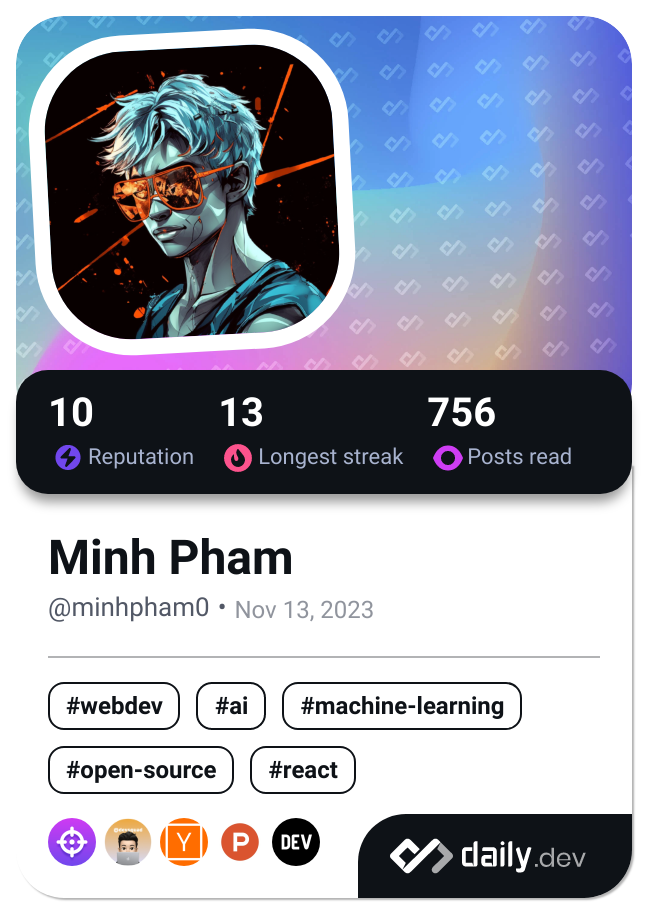 10 13 756
Reputation Longest streak Posts read
Minh Pham
@minhpham0 • Nov 13, 2023
#webdev #ai #machine-learning
#open-source #react
Y P DEV
daily.dev